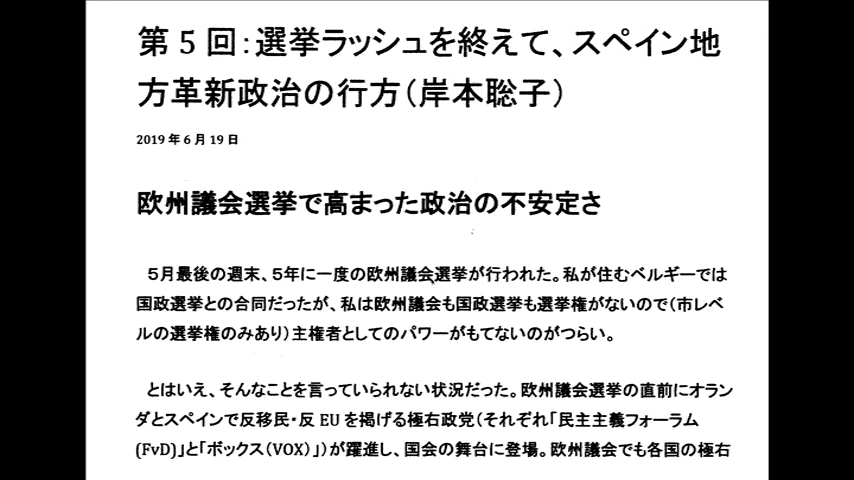 第5回:選挙ラッシュを終えて、スペイン地
方革新政治の行方(岸本聡子)
2019年6月19日
欧州議会選挙で高まった政治の不安定さ
5月最後の週末、5年に一度の欧州議会選挙が行われた。私が住むベルギーでは
国政選挙との合同だったが、私は欧州議会も国政選挙も選挙権がないので(市レベ
ルの選挙権のみあり)主権者としてのパワーがもてないのがつらい。
とはいえ、そんなことを言っていられない状況だった。欧州議会選挙の直前にオラン
ダとスペインで反移民・反EUを掲げる極右政党(それぞれ「民主主義フォーラム
(FvD)」と「ボックス(VOX)」)が躍進し、国会の舞台に登場。欧州議会でも各国の極右